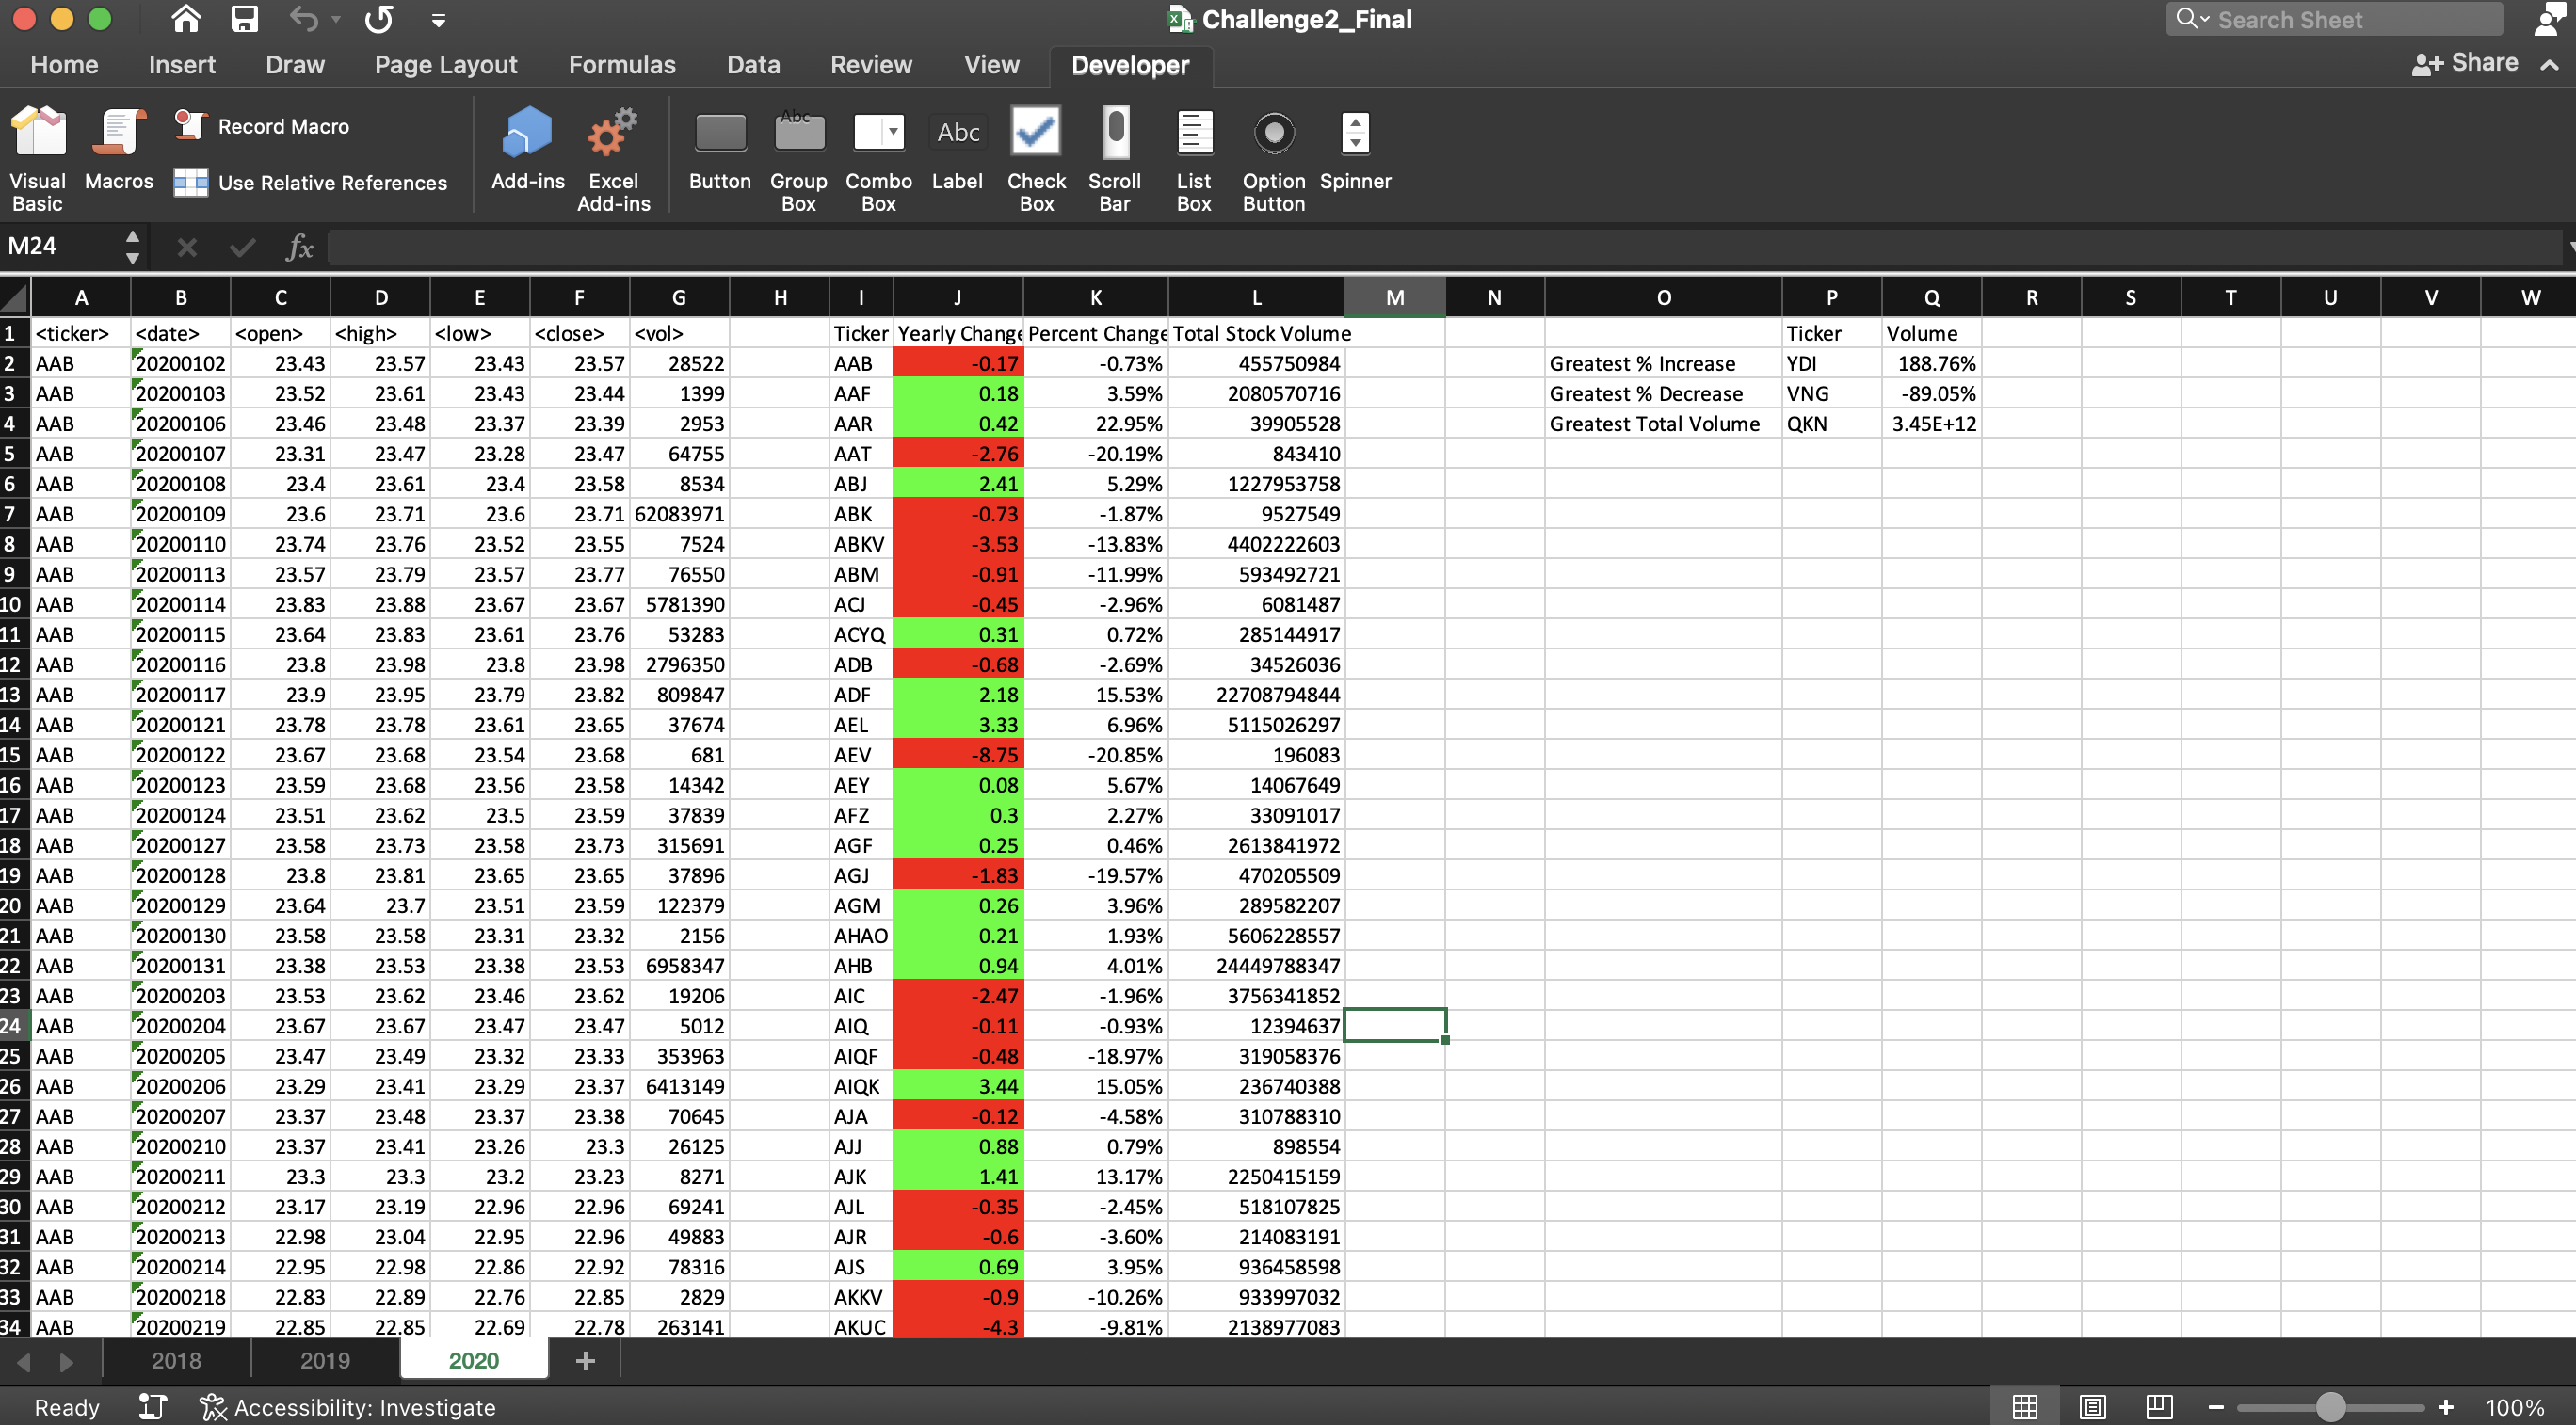 Challenge2_Final
Search Sheet
Home Insert Draw Page Layout Formulas Data Review View Developer Share
Visual Basic
Macros
Record Macro
Use Relative References
Add-ins
Excel Add-ins
Button
Group Box
Combo Box
Abc Label
Check Box
Scroll Bar
List Box
Option Button
Spinner
M24 fx
A B C D E F G H I J K L M N O P Q R S T U V W
1 <ticker> <date> <open> <high> <low> <close> <vol> Ticker Yearly Change Percent Change Total Stock Volume Ticker Volume
2 AAB 20200102 23.43 23.57 23.43 23.57 28522 AAB -0.17 -0.73% 455750984 Greatest % Increase YDI 188.76%
3 AAB 20200103 23.52 23.61 23.43 23.44 1399 AAF 0.18 3.59% 2080570716 Greatest % Decrease VNG -89.05%
4 AAB 20200106 23.46 23.48 23.37 23.39 2953 AAR 0.42 22.95% 39905528 Greatest Total Volume QKN 3.45E+12
5 AAB 20200107 23.31 23.47 23.28 23.47 64755 AAT -2.76 -20.19% 843410
6 AAB 20200108 23.4 23.61 23.4 23.58 8534 ABJ 2.41 5.29% 1227953758
7 AAB 20200109 23.6 23.71 23.6 23.71 62083971 ABK -0.73 -1.87% 9527549
8 AAB 20200110 23.74 23.76 23.52 23.55 7524 ABKV -3.53 -13.83% 4402222603
9 AAB 20200113 23.57 23.79 23.57 23.77 76550 ABM -0.91 -11.99% 593492721
10 AAB 20200114 23.83 23.88 23.67 23.67 5781390 ACJ -0.45 -2.96% 6081487
11 AAB 20200115 23.64 23.83 23.61 23.76 53283 ACYQ 0.31 0.72% 285144917
12 AAB 20200116 23.8 23.98 23.8 23.98 2796350 ADB -0.68 -2.69% 34526036
13 AAB 20200117 23.9 23.95 23.79 23.82 809847 ADF 2.18 15.53% 22708794844
14 AAB 20200121 23.78 23.78 23.61 23.65 37674 AEL 3.33 6.96% 5115026297
15 AAB 20200122 23.67 23.68 23.54 23.68 681 AEV -8.75 -20.85% 196083
16 AAB 20200123 23.59 23.68 23.56 23.58 14342 AEY 0.08 5.67% 14067649
17 AAB 20200124 23.51 23.62 23.5 23.59 37839 AFZ 0.3 2.27% 33091017
18 AAB 20200127 23.58 23.73 23.58 23.73 315691 AGF 0.25 0.46% 2613841972
19 AAB 20200128 23.8 23.81 23.65 23.65 37896 AGJ -1.83 -19.57% 470205509
20 AAB 20200129 23.64 23.7 23.51 23.59 122379 AGM 0.26 3.96% 289582207
21 AAB 20200130 23.58 23.58 23.31 23.32 2156 AHAO 0.21 1.93% 5606228557
22 AAB 20200131 23.38 23.53 23.38 23.53 6958347 AHB 0.94 4.01% 24449788347
23 AAB 20200203 23.53 23.62 23.46 23.62 19206 AIC -2.47 -1.96% 3756341852
24 AAB 20200204 23.67 23.67 23.47 23.47 5012 AIQ -0.11 -0.93% 12394637
25 AAB 20200205 23.47 23.49 23.32 23.33 353963 AIQF -0.48 -18.97% 319058376
26 AAB 20200206 23.29 23.41 23.29 23.37 6413149 AIQK 3.44 15.05% 236740388
27 AAB 20200207 23.37 23.48 23.37 23.38 70645 AJA -0.12 -4.58% 310788310
28 AAB 20200210 23.37 23.41 23.26 23.3 26125 AJJ 0.88 0.79% 898554
29 AAB 20200211 23.3 23.3 23.2 23.23 8271 AJK 1.41 13.17% 2250415159
30 AAB 20200212 23.17 23.19 22.96 22.96 69241 AJL -0.35 -2.45% 518107825
31 AAB 20200213 22.98 23.04 22.95 22.96 49883 AJR -0.6 -3.60% 214083191
32 AAB 20200214 22.95 22.98 22.86 22.92 78316 AJS 0.69 3.95% 936458598
33 AAB 20200218 22.83 22.89 22.76 22.85 2829 AKKV -0.9 -10.26% 933997032
34 AAB 20200219 22.85 22.85 22.69 22.78 263141 AKUC -4.3 -9.81% 2138977083
2018 2019 2020 +
Ready Accessibility: Investigate 100%